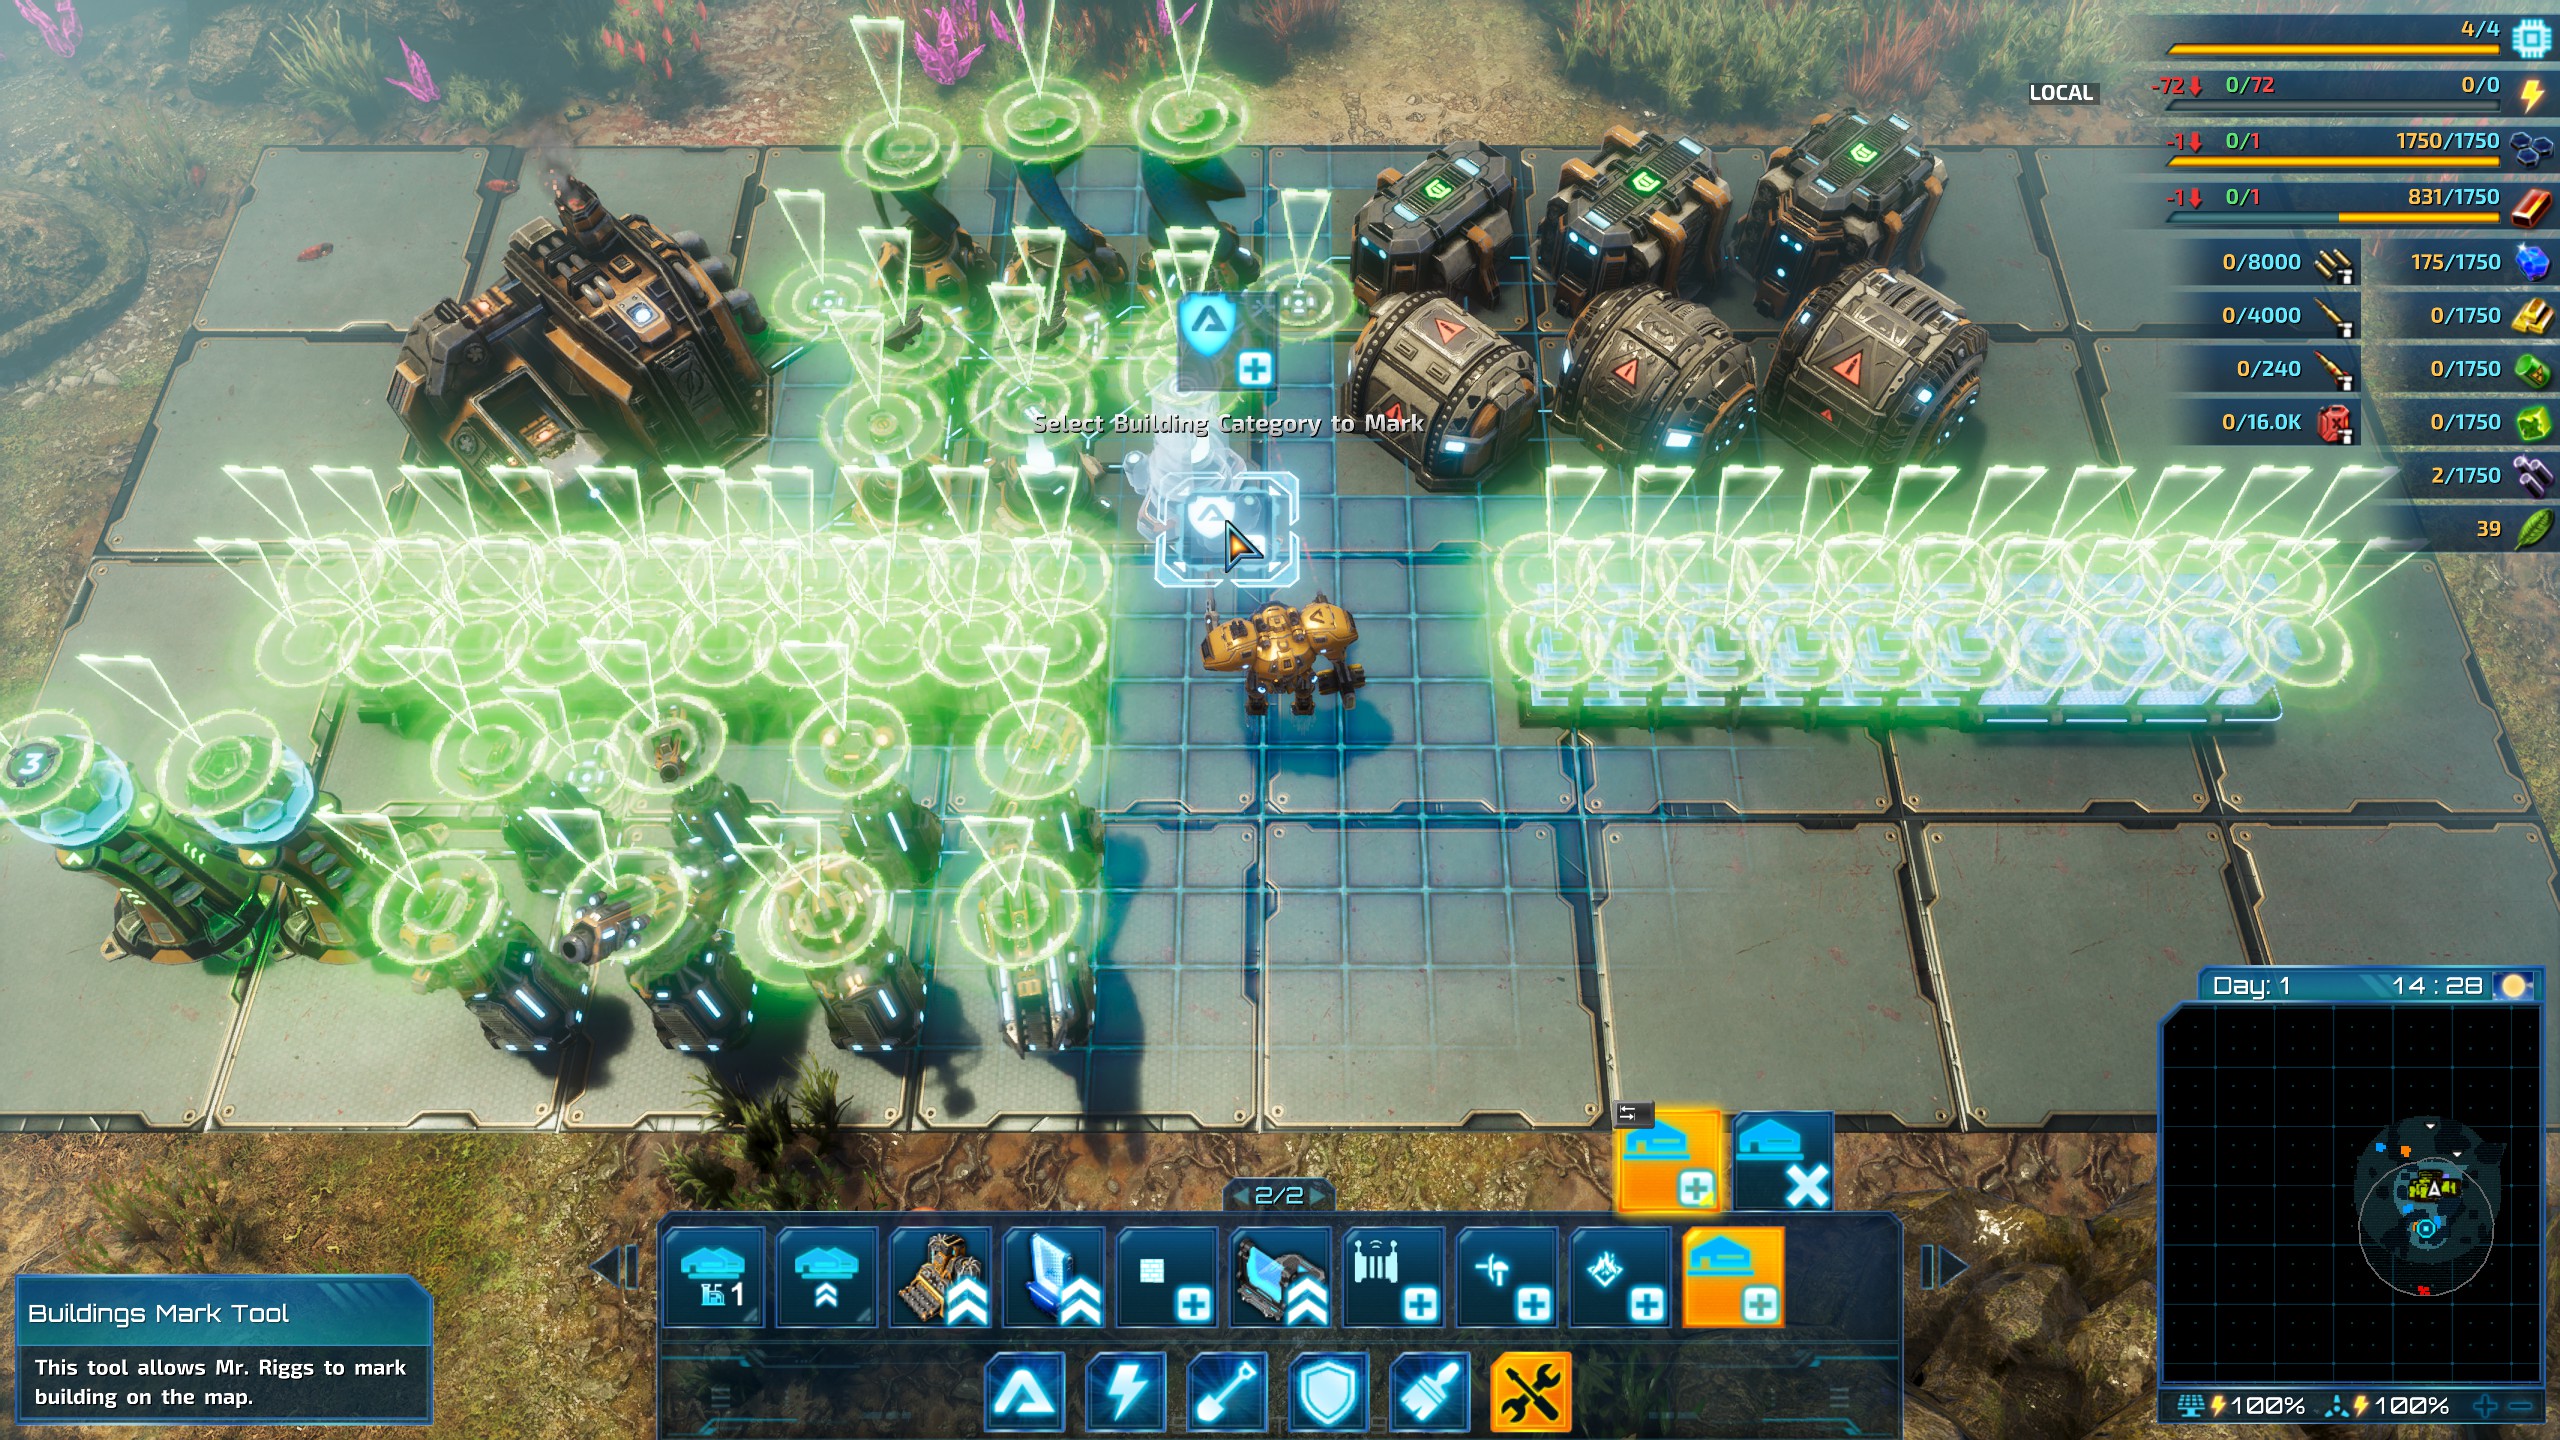 4/4
-72 0/72 0/0
LOCAL
-1 0/1 1750/1750
-1 0/1 831/1750
0/8000 175/1750
0/4000 0/1750
0/240 0/1750
0/16.0K 0/1750
2/1750
39
Select Building Category to Mark
3
Day: 1 14:28
2/2
1
Buildings Mark Tool
This tool allows Mr. Riggs to mark
building on the map.
100% 100%